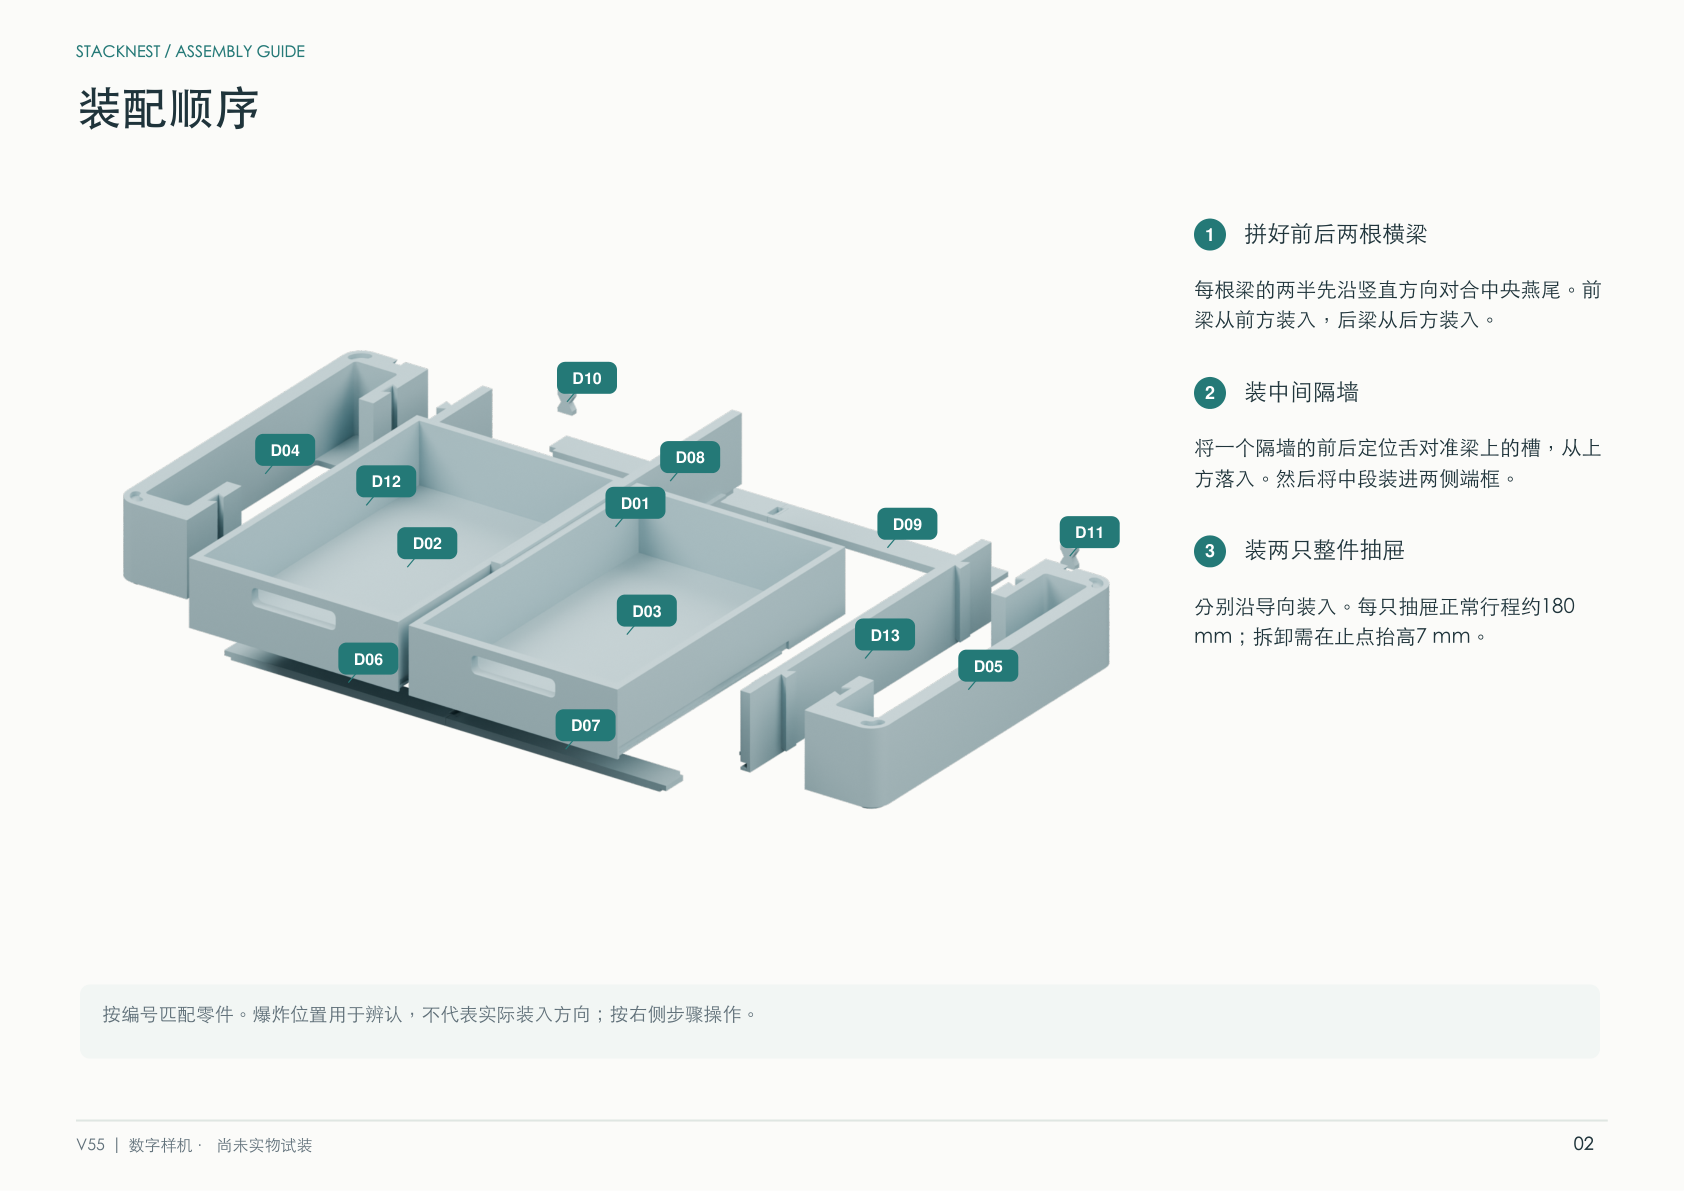 STACKNEST / ASSEMBLY GUIDE
装配顺序
1 拼好前后两根横梁
每根梁的两半先沿竖直方向对合中央燕尾。前
梁从前方装入，后梁从后方装入。
2 装中间隔墙
将一个隔墙的前后定位舌对准梁上的槽，从上
方落入。然后将中段装进两侧端框。
3 装两只整件抽屉
分别沿导向装入。每只抽屉正常行程约180
mm；拆卸需在止点抬高7 mm。
D10
D04
D08
D12
D01
D09
D11
D02
D03
D13
D06
D05
D07
按编号匹配零件。爆炸位置用于辨认，不代表实际装入方向；按右侧步骤操作。
V55 | 数字样机 · 尚未实物试装
02